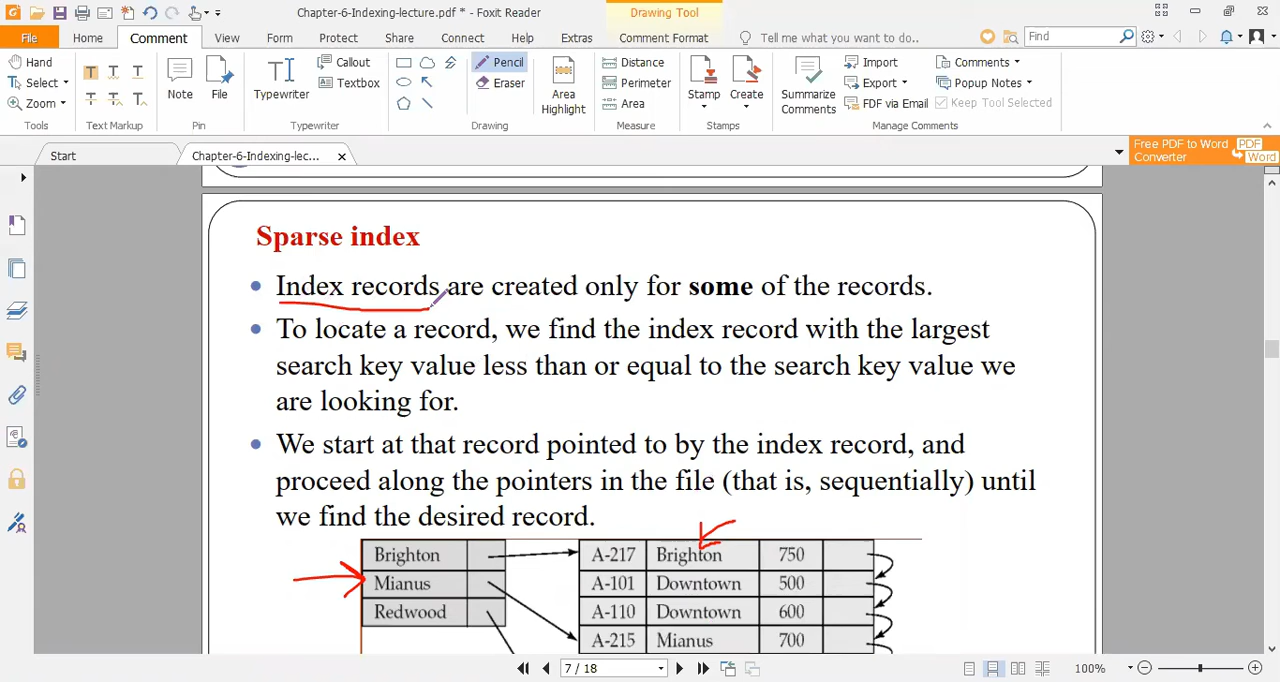 Chapter-6-Indexing-lecture.pdf * - Foxit Reader
Drawing Tool
File Home Comment View Form Protect Share Connect Help Extras Comment Format Tell me what you want to do.. Find
Hand
Select
Zoom
Tools
Text Markup
Note
File
Pin
Typewriter
Callout
Textbox
Typewriter
Pencil
Eraser
Drawing
Area
Highlight
Distance
Perimeter
Area
Measure
Stamp
Create
Stamps
Summarize
Comments
Import
Export
FDF via Email
Comments
Popup Notes
Keep Tool Selected
Manage Comments
Start
Chapter-6-Indexing-lec...
Free PDF to Word
Converter
PDF
Word
Sparse index
• Index records are created only for some of the records.
• To locate a record, we find the index record with the largest
search key value less than or equal to the search key value we
are looking for.
• We start at that record pointed to by the index record, and
proceed along the pointers in the file (that is, sequentially) until
we find the desired record.
Brighton
Mianus
Redwood
A-217 Brighton 750
A-101 Downtown 500
A-110 Downtown 600
A-215 Mianus 700
7 / 18
100%